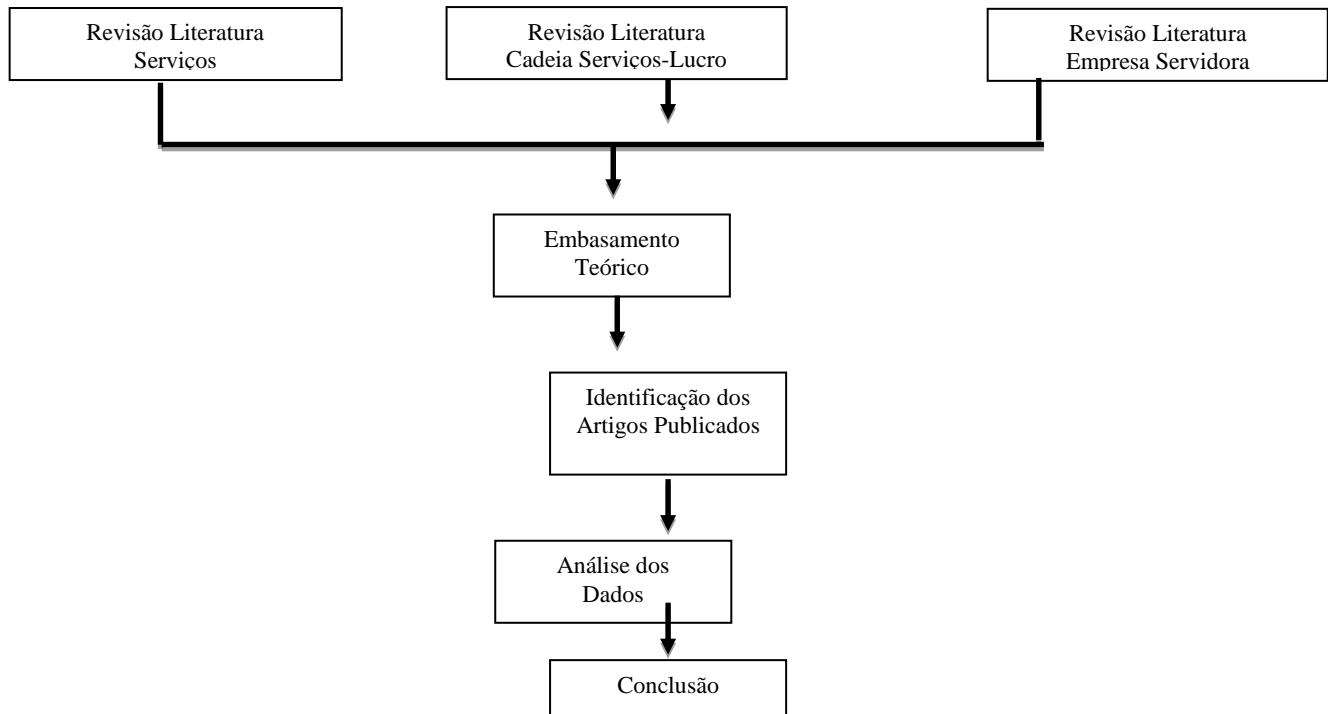 Revisão Literatura
Serviços
Revisão Literatura
Cadeia Serviços-Lucro
Revisão Literatura
Empresa Servidora
Embasamento
Teórico
Identificação dos
Artigos Publicados
Análise dos
Dados
Conclusão